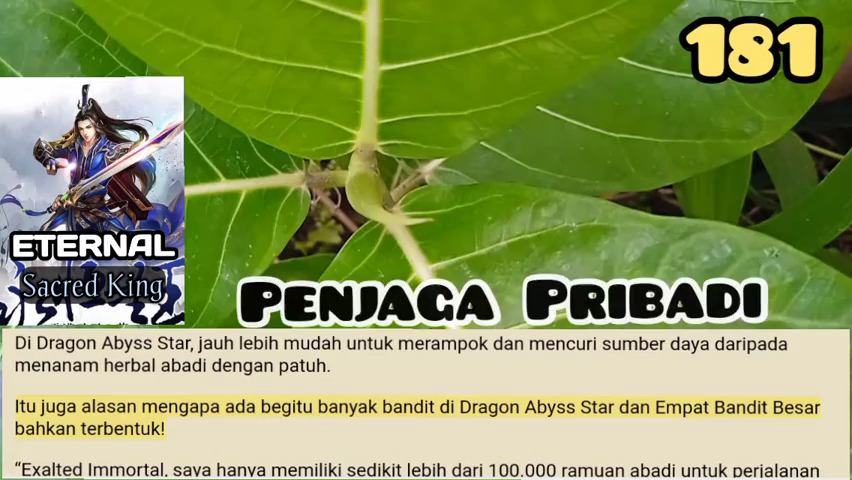 181
ETERNAL
Sacred King
PENJAGA PRIBADI
Di Dragon Abyss Star, jauh lebih mudah untuk merampok dan mencuri sumber daya daripada
menanam herbal abadi dengan patuh.
Itu juga alasan mengapa ada begitu banyak bandit di Dragon Abyss Star dan Empat Bandit Besar
bahkan terbentuk!
“Exalted Immortal, saya hanya memiliki sedikit lebih dari 100.000 ramuan abadi untuk perjalanan